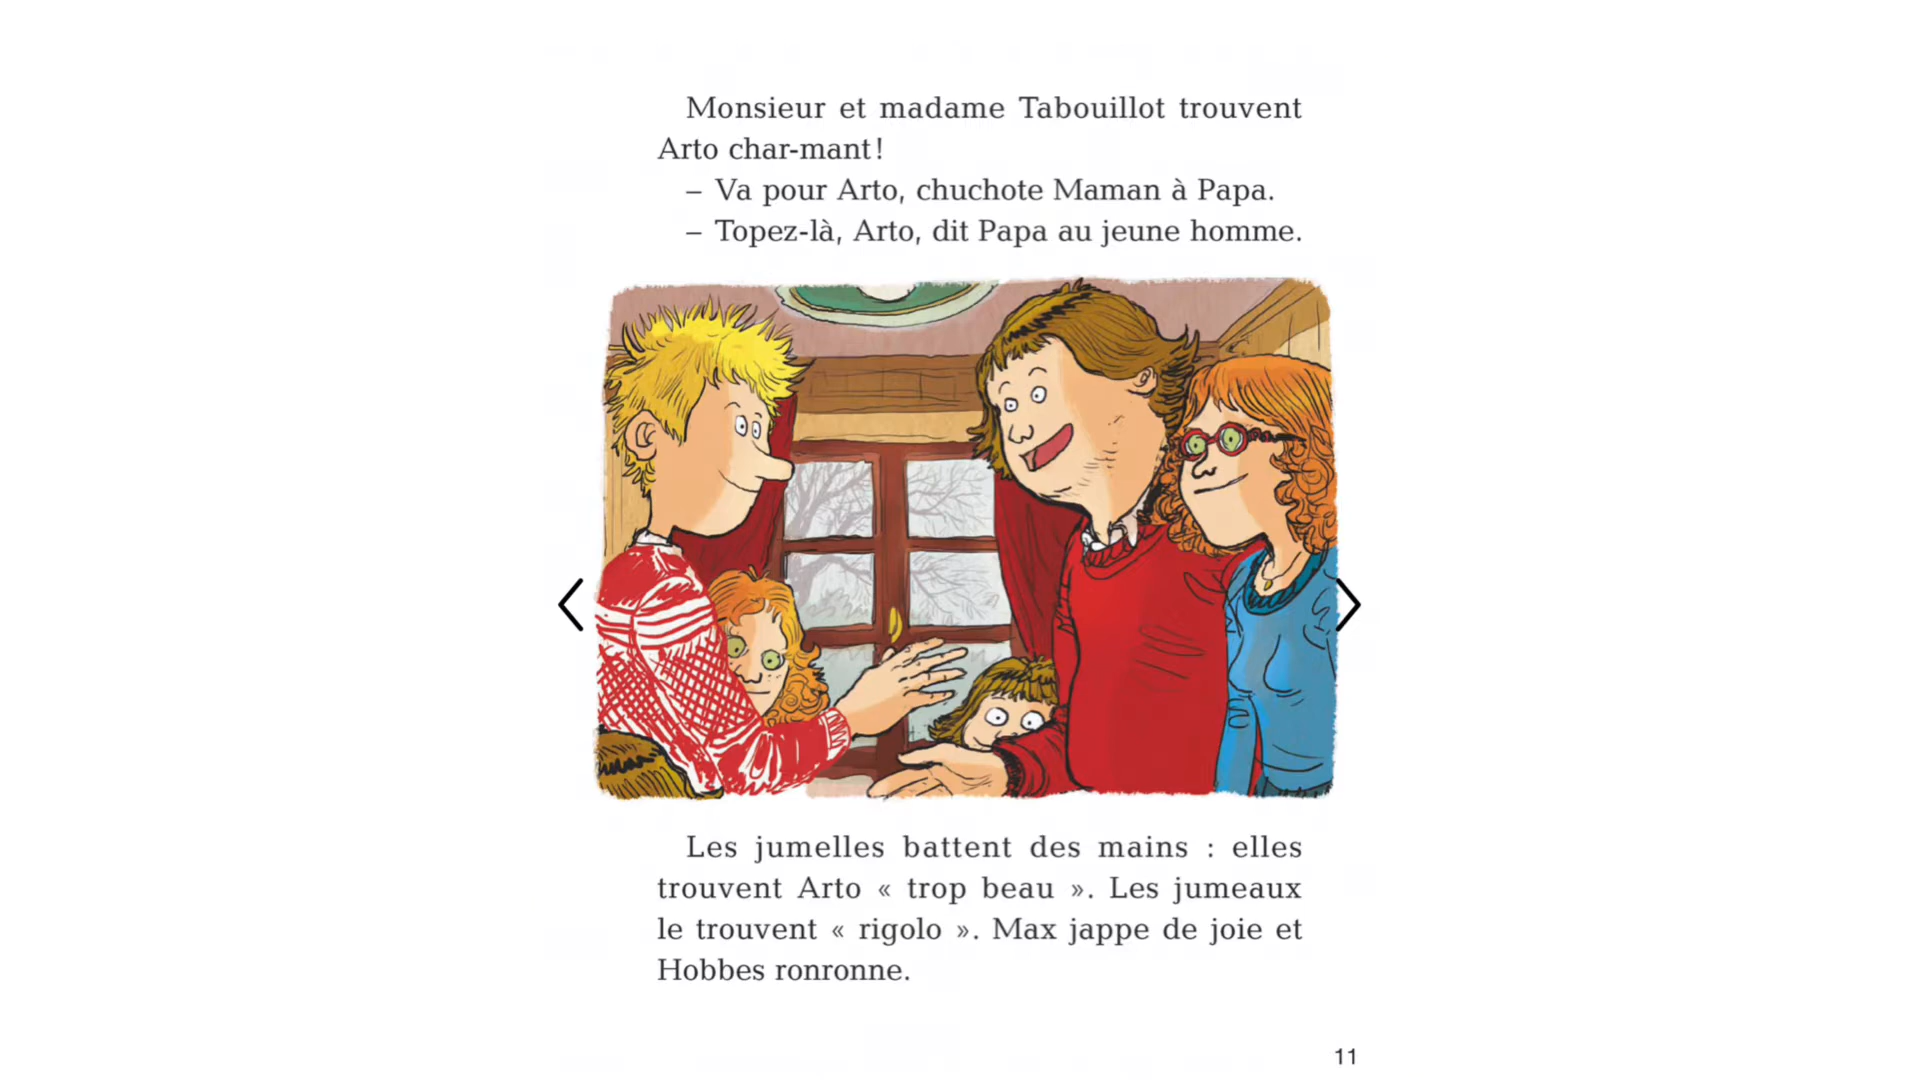 Monsieur et madame Tabouillot trouvent
Arto char-mant !
– Va pour Arto, chuchote Maman à Papa.
– Topez-là, Arto, dit Papa au jeune homme.
Les jumelles battent des mains : elles
trouvent Arto « trop beau ». Les jumeaux
le trouvent « rigolo ». Max jappe de joie et
Hobbes ronronne.
11